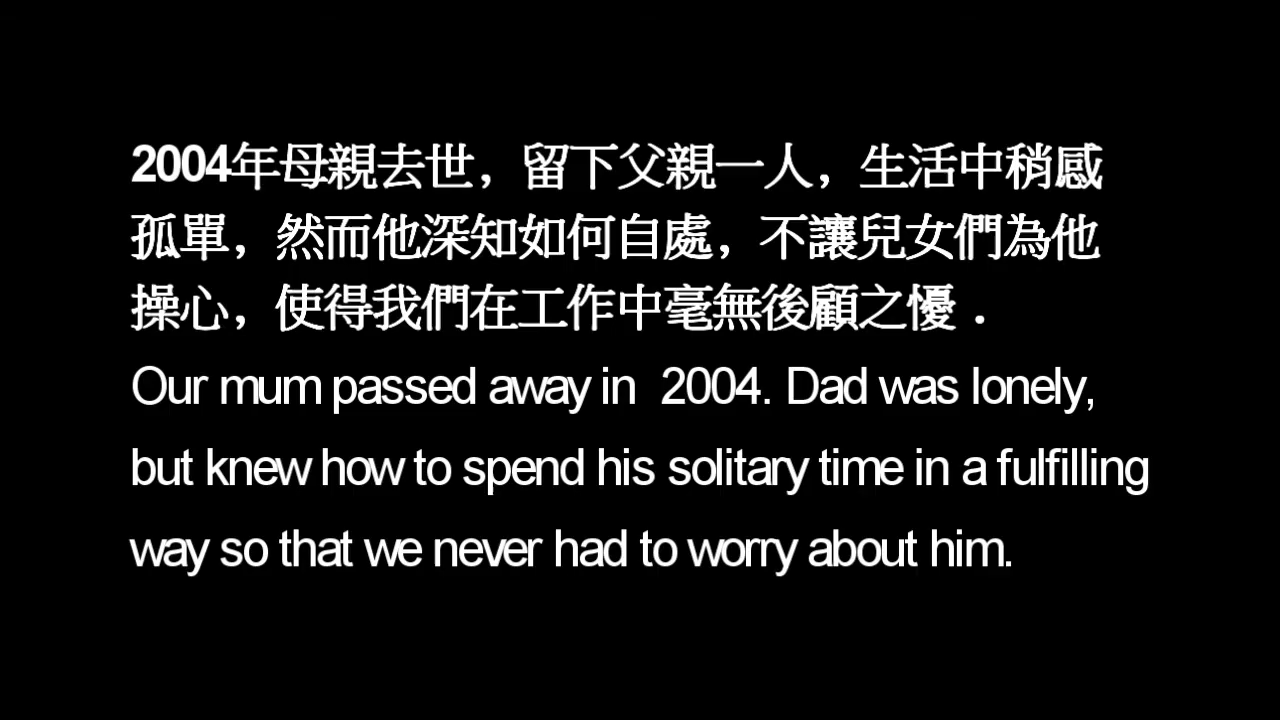 2004年母親去世，留下父親一人，生活中稍感
孤單，然而他深知如何自處，不讓兒女們為他
操心，使得我們在工作中毫無後顧之懮．
Our mum passed away in  2004. Dad was lonely,
but knew how to spend his solitary time in a fulfilling
way so that we never had to worry about him.